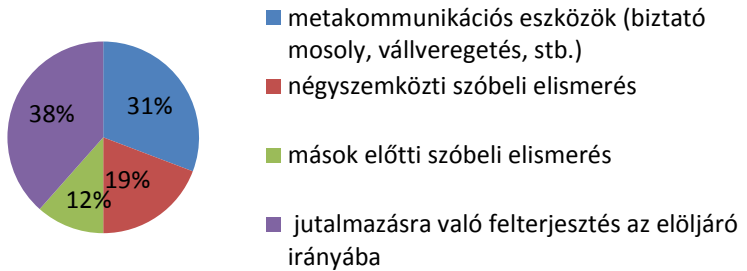 31%
19%
12%
38%
metakommunikációs eszközök (biztató
mosoly, vállveregetés, stb.)
négyszemközti szóbeli elismerés
mások előtti szóbeli elismerés
jutalmazásra való felterjesztés az elöljáró
irányába